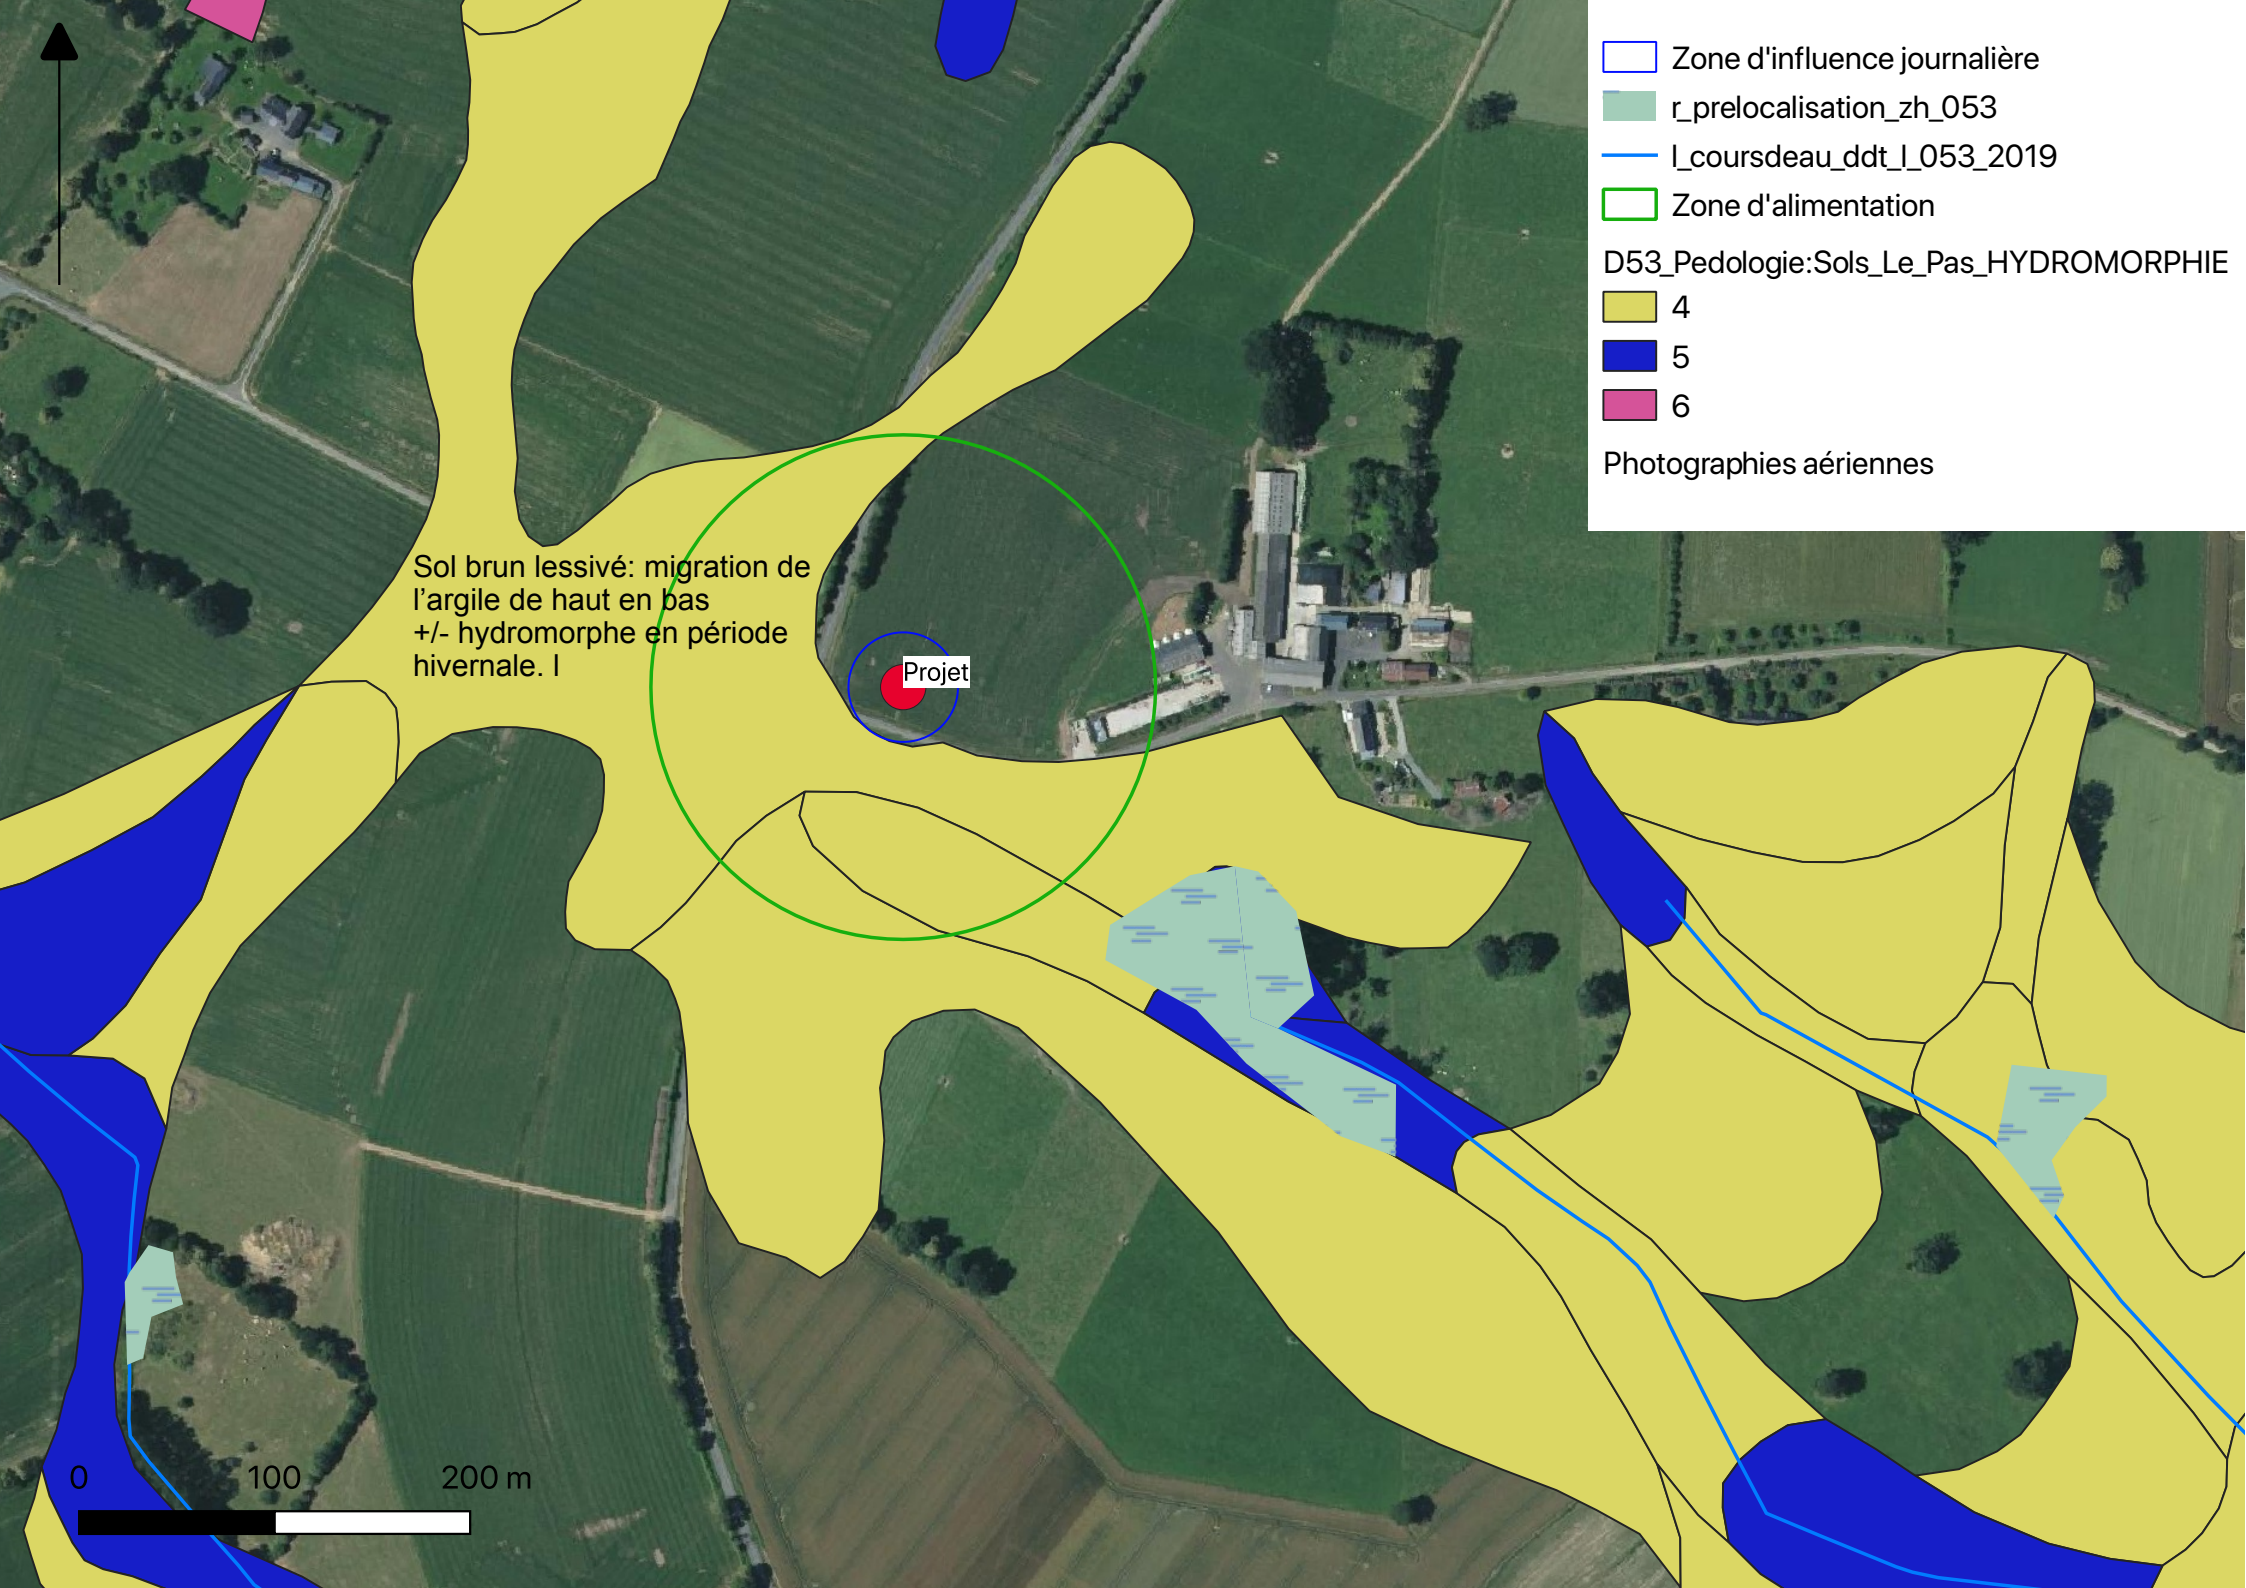 Zone d'influence journalière
r_prelocalisation_zh_053
l_coursdeau_ddt_l_053_2019
Zone d'alimentation
D53_Pedologie:Sols_Le_Pas_HYDROMORPHIE
4
5
6
Photographies aériennes
Sol brun lessivé: migration de
l’argile de haut en bas
+/- hydromorphe en période
hivernale. l
Projet
0 100 200 m